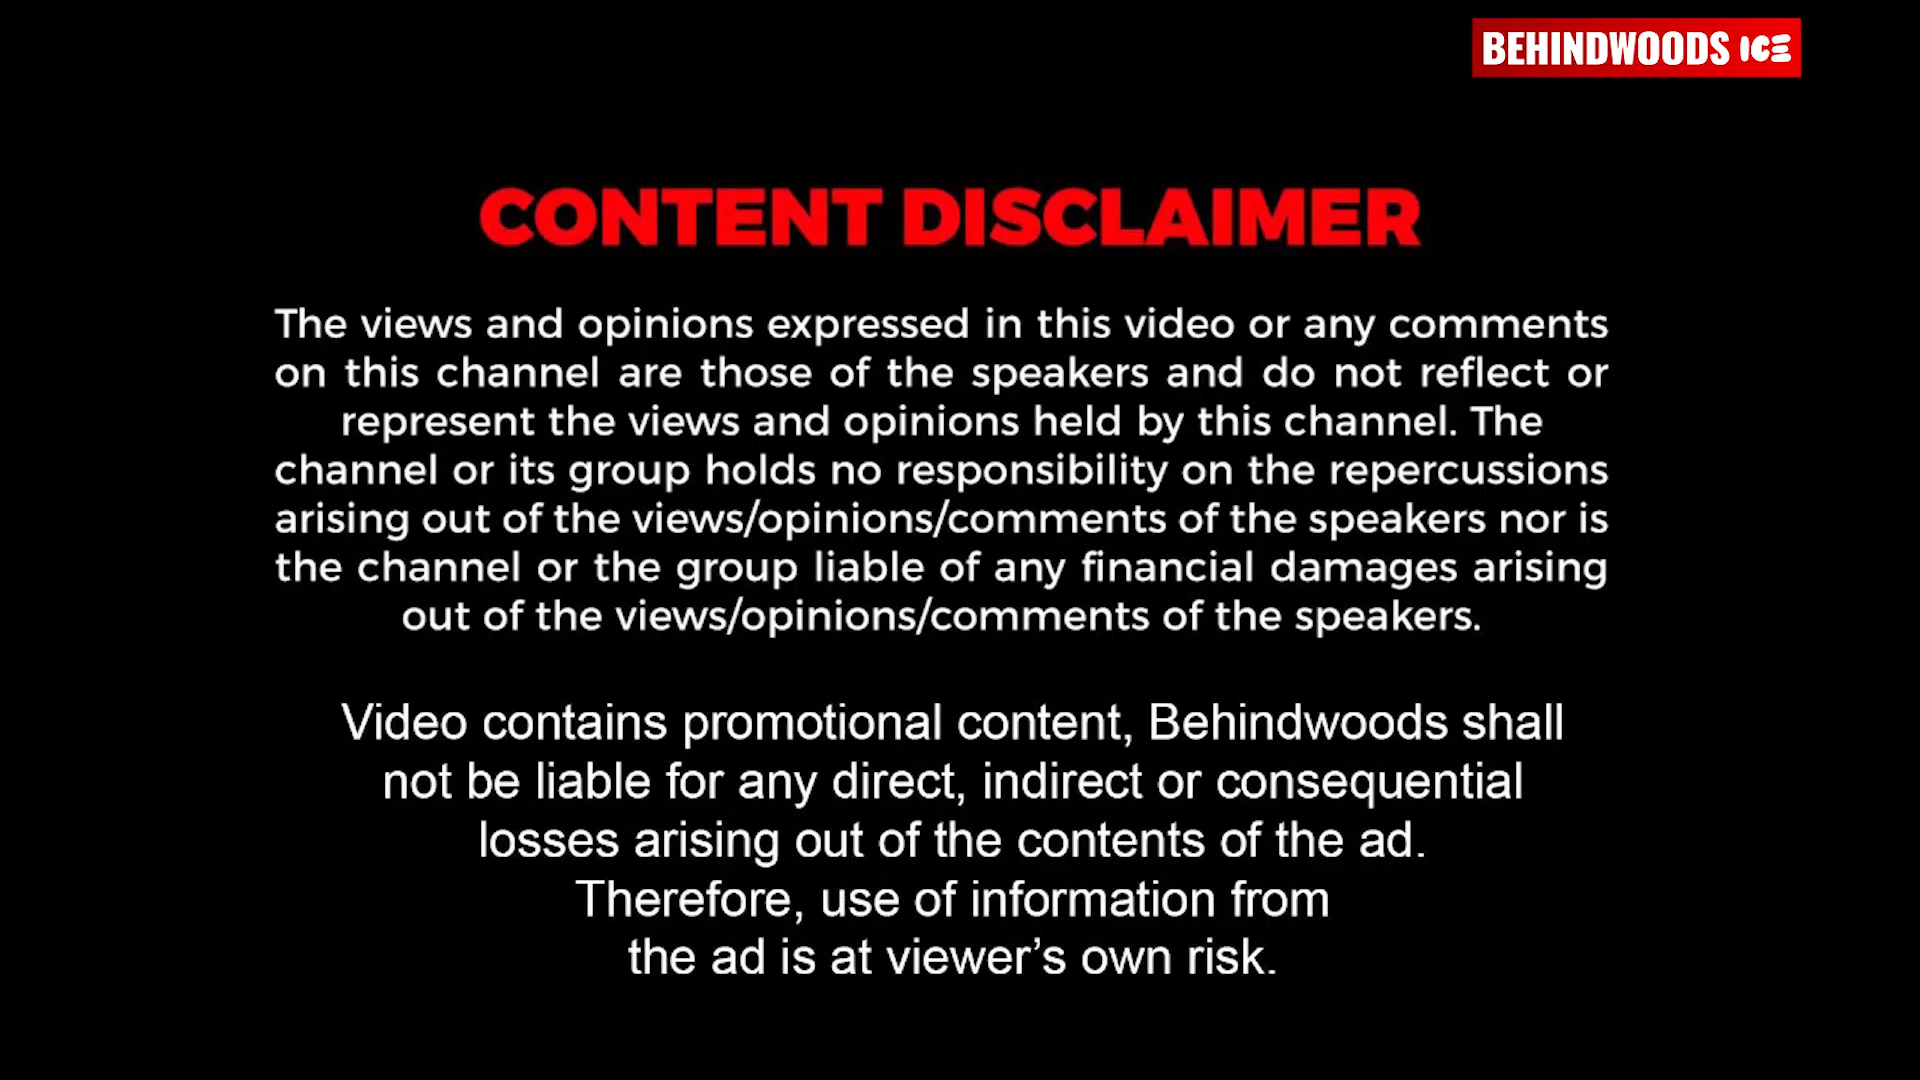 BEHINDWOODS ICE
CONTENT DISCLAIMER
The views and opinions expressed in this video or any comments
on this channel are those of the speakers and do not reflect or
represent the views and opinions held by this channel. The
channel or its group holds no responsibility on the repercussions
arising out of the views/opinions/comments of the speakers nor is
the channel or the group liable of any financial damages arising
out of the views/opinions/comments of the speakers.
Video contains promotional content, Behindwoods shall
not be liable for any direct, indirect or consequential
losses arising out of the contents of the ad.
Therefore, use of information from
the ad is at viewer’s own risk.